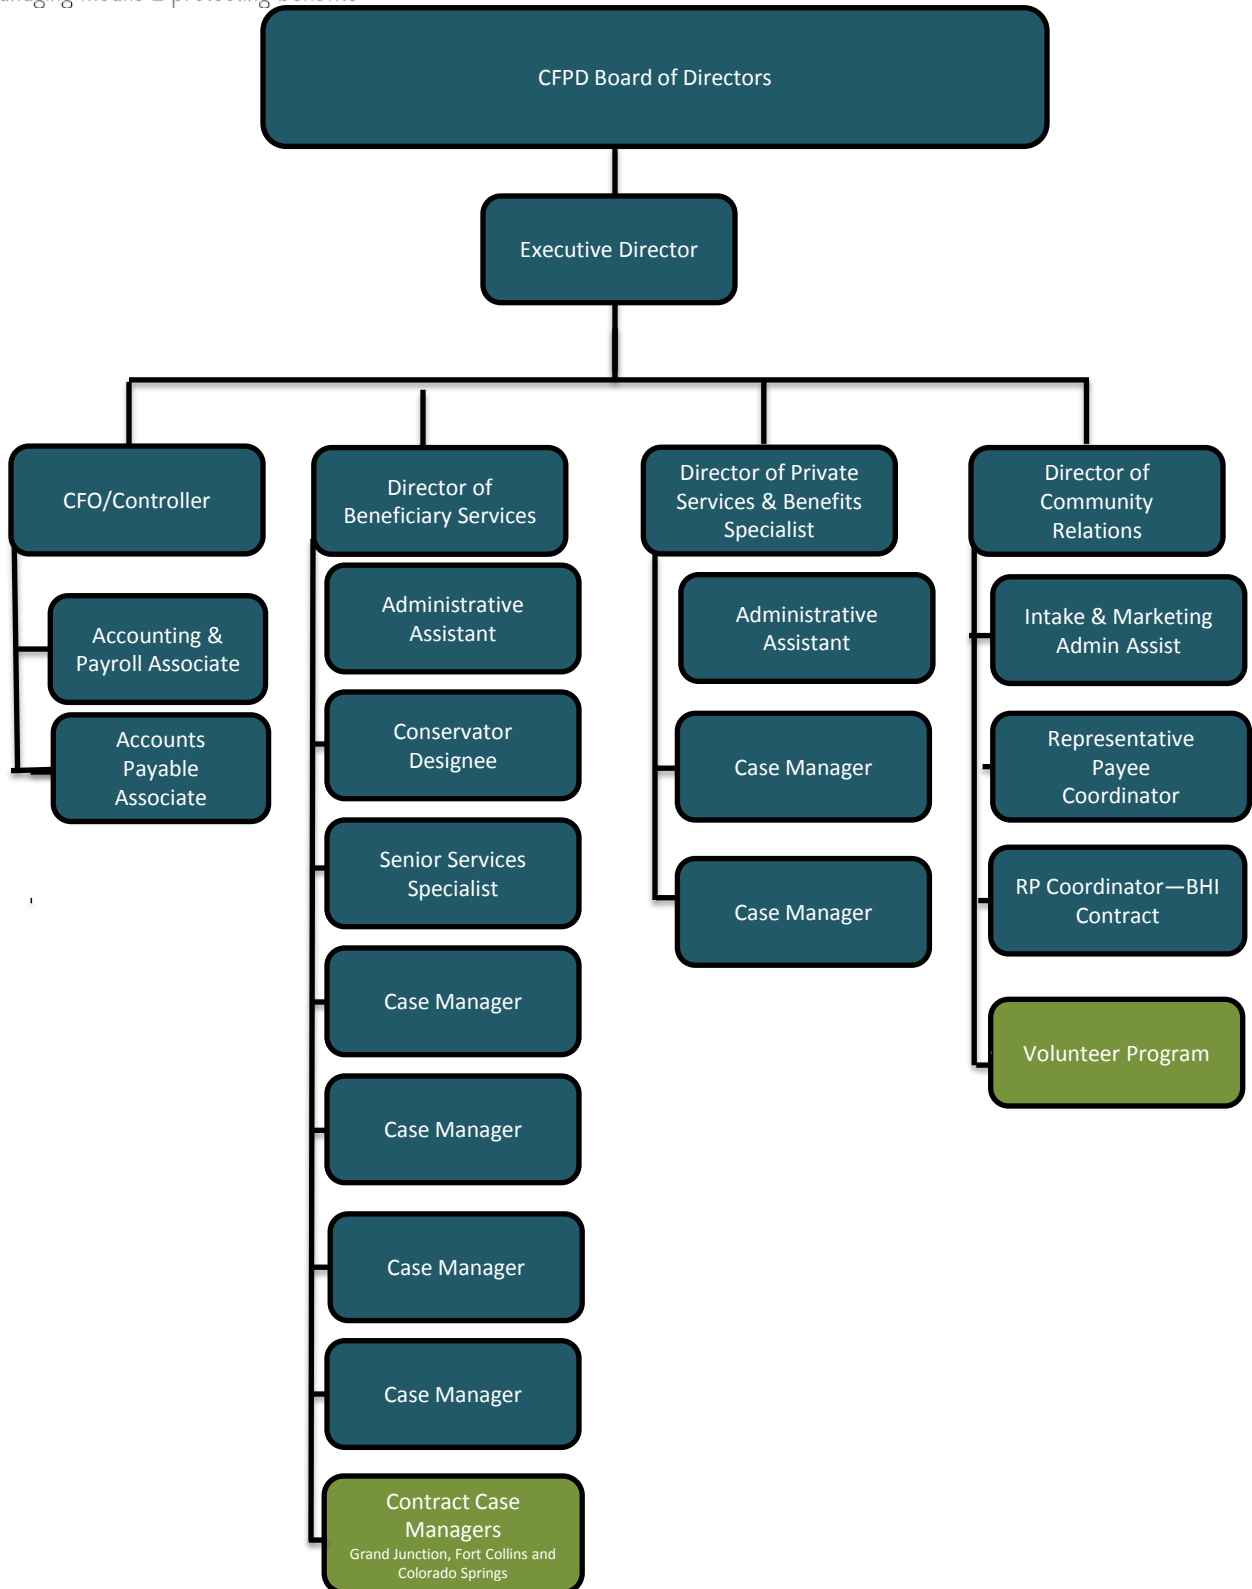 protecting benefits
CFPD Board of Directors
Executive Director
CFO/Controller
Accounting &
Payroll Associate
Accounts
Payable
Associate
Director of
Beneficiary Services
Administrative
Assistant
Conservator
Designee
Senior Services
Specialist
Case Manager
Case Manager
Case Manager
Case Manager
Contract Case
Managers
Grand Junction, Fort Collins and
Colorado Springs
Director of Private
Services & Benefits
Specialist
Administrative
Assistant
Case Manager
Case Manager
Director of
Community
Relations
Intake & Marketing
Admin Assist
Representative
Payee
Coordinator
RP Coordinator—BHI
Contract
Volunteer Program